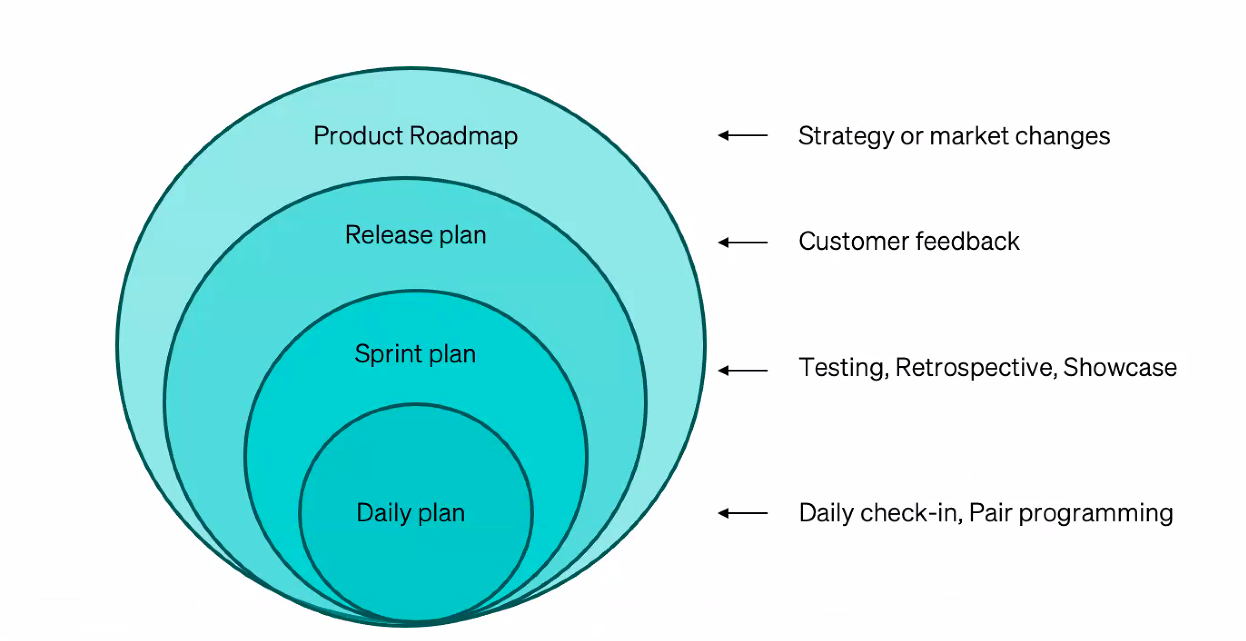 Product Roadmap
Strategy or market changes
Release plan
Customer feedback
Sprint plan
Testing, Retrospective, Showcase
Daily plan
Daily check-in, Pair programming